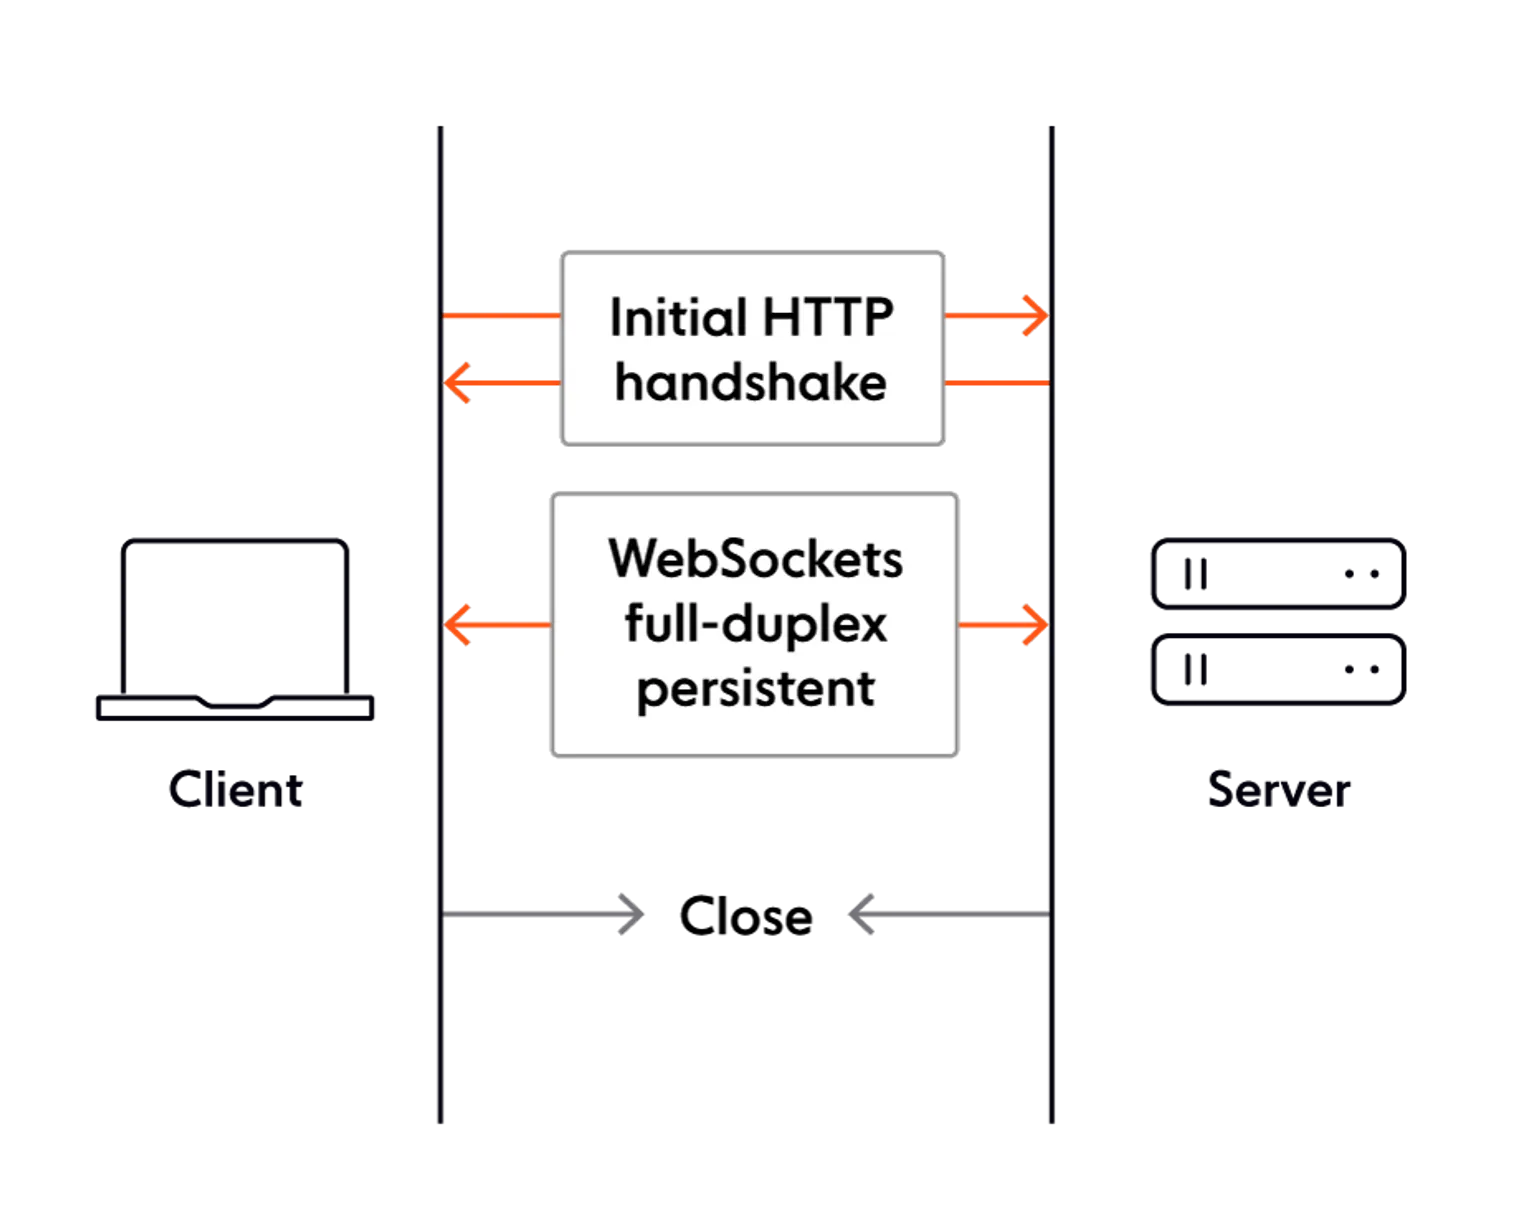 Initial HTTP
handshake
WebSockets
full-duplex
persistent
Client
Server
Close